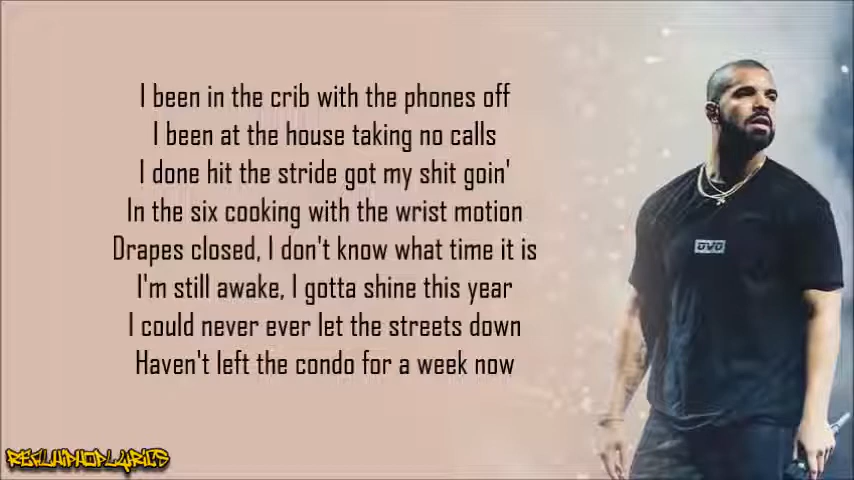 I been in the crib with the phones off
I been at the house taking no calls
I done hit the stride got my shit goin'
In the six cooking with the wrist motion
Drapes closed, I don't know what time it is
I'm still awake, I gotta shine this year
I could never ever let the streets down
Haven't left the condo for a week now
OVO
REALHIPHOPLYRICS